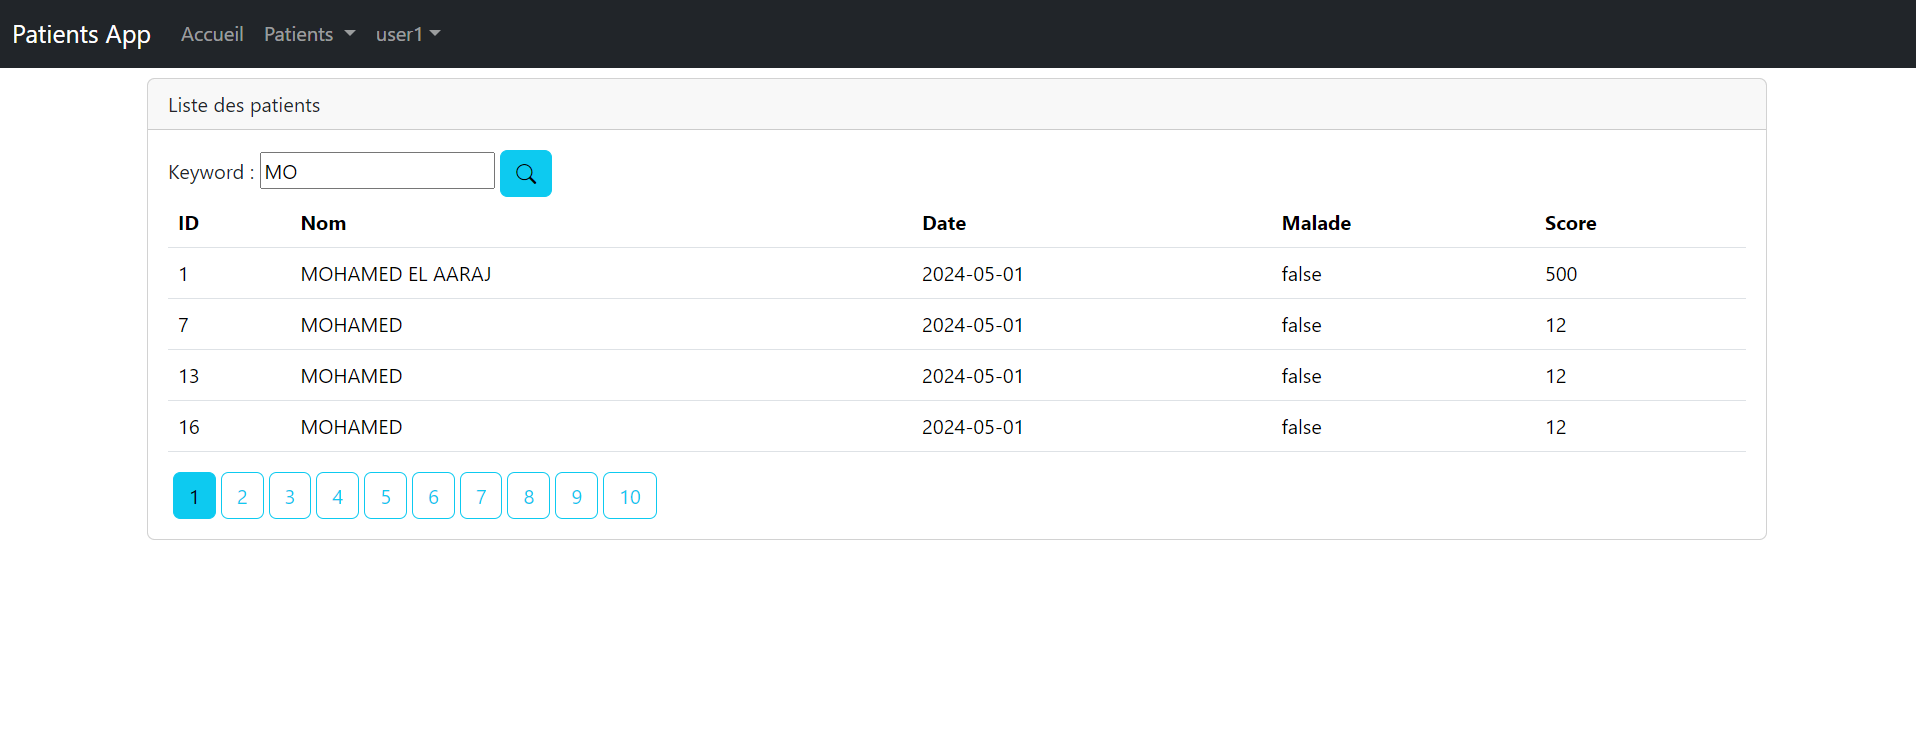 Patients App Accueil Patients user1
Liste des patients
Keyword : MO
ID Nom Date Malade Score
1 MOHAMED EL AARAJ 2024-05-01 false 500
7 MOHAMED 2024-05-01 false 12
13 MOHAMED 2024-05-01 false 12
16 MOHAMED 2024-05-01 false 12
1 2 3 4 5 6 7 8 9 10